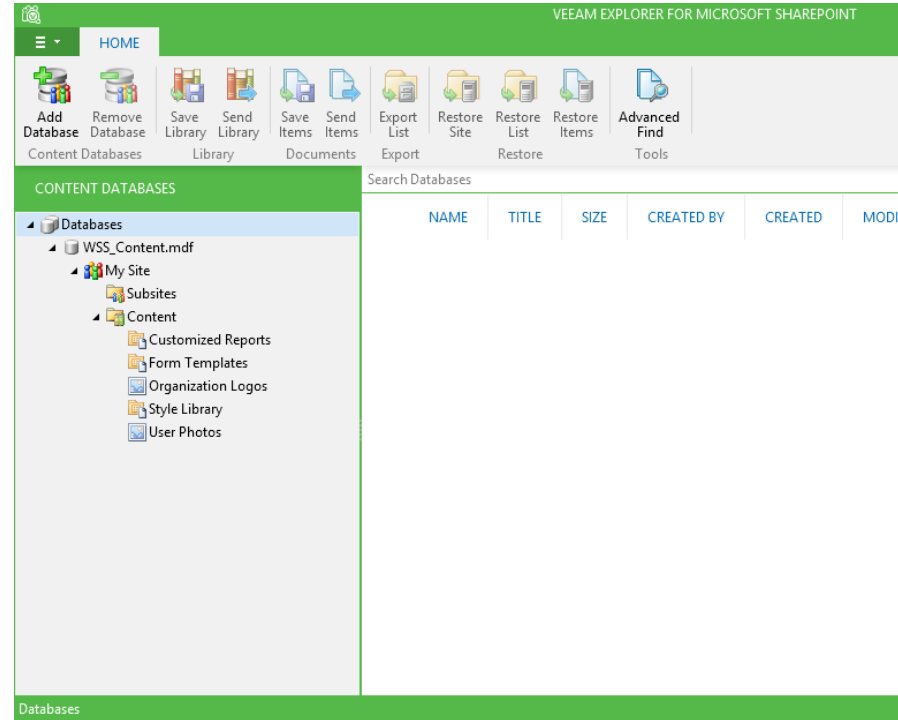 VEEAM EXPLORER FOR MICROSOFT SHAREPOINT
HOME
Add Database
Remove Database
Save Library
Send Library
Save Items
Send Items
Export List
Restore Site
Restore List
Restore Items
Advanced Find
Content Databases
Library
Documents
Export
Restore
Tools
CONTENT DATABASES
Search Databases
NAME TITLE SIZE CREATED BY CREATED MODI
Databases
WSS_Content.mdf
My Site
Subsites
Content
Customized Reports
Form Templates
Organization Logos
Style Library
User Photos
Databases